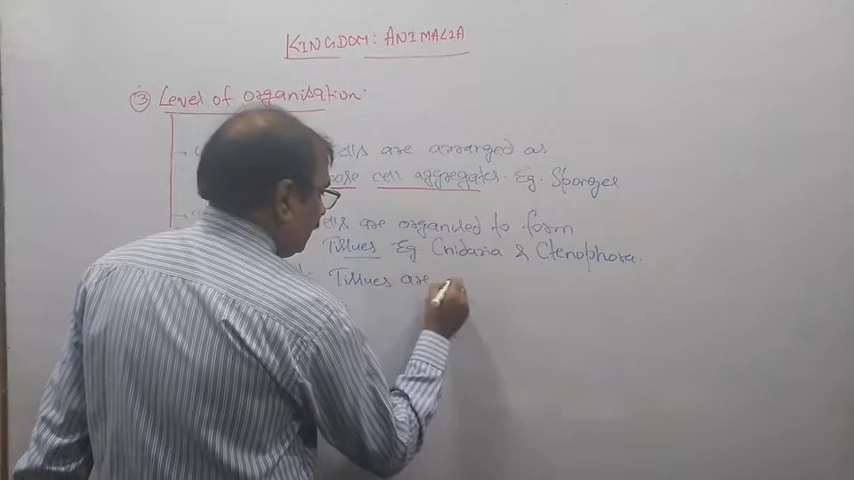 KINGDOM: ANIMALIA
③ Level of organisation:
are arranged as
cell aggregates. Eg. Sponges
are organised to form
Tissues Eg Cnidaria & Ctenophora.
Tissues are